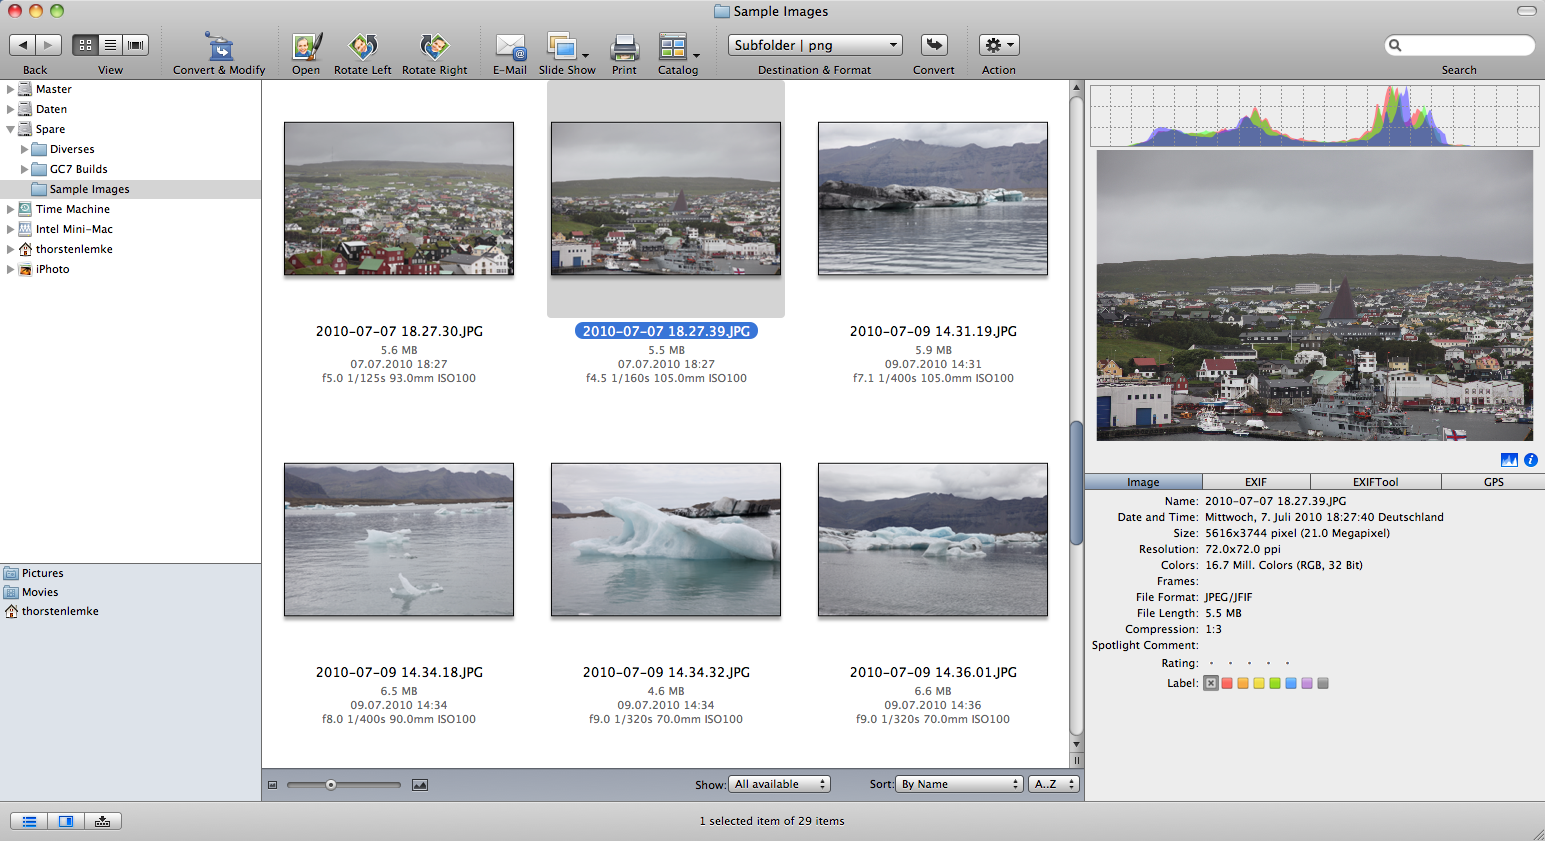 Sample Images
Subfolder | png
Back
View
Convert & Modify
Open
Rotate Left
Rotate Right
E-Mail
Slide Show
Print
Catalog
Destination & Format
Convert
Action
Search
Master
Daten
Spare
Diverses
GC7 Builds
Sample Images
Time Machine
Intel Mini-Mac
thorstenlemke
iPhoto
Pictures
Movies
thorstenlemke
2010-07-07 18.27.30.JPG
5.6 MB
07.07.2010 18:27
f5.0 1/125s 93.0mm ISO100
2010-07-07 18.27.39.JPG
5.5 MB
07.07.2010 18:27
f4.5 1/160s 105.0mm ISO100
2010-07-09 14.31.19.JPG
5.9 MB
09.07.2010 14:31
f7.1 1/400s 105.0mm ISO100
2010-07-09 14.34.18.JPG
6.5 MB
09.07.2010 14:34
f8.0 1/400s 90.0mm ISO100
2010-07-09 14.34.32.JPG
4.6 MB
09.07.2010 14:34
f9.0 1/320s 70.0mm ISO100
2010-07-09 14.36.01.JPG
6.6 MB
09.07.2010 14:36
f9.0 1/320s 70.0mm ISO100
Show: All available
Sort: By Name
A..Z
Image
EXIF
EXIFTool
GPS
Name: 2010-07-07 18.27.39.JPG
Date and Time: Mittwoch, 7. Juli 2010 18:27:40 Deutschland
Size: 5616x3744 pixel (21.0 Megapixel)
Resolution: 72.0x72.0 ppi
Colors: 16.7 Mill. Colors (RGB, 32 Bit)
Frames:
File Format: JPEG/JFIF
File Length: 5.5 MB
Compression: 1:3
Spotlight Comment:
Rating:
Label:
1 selected item of 29 items